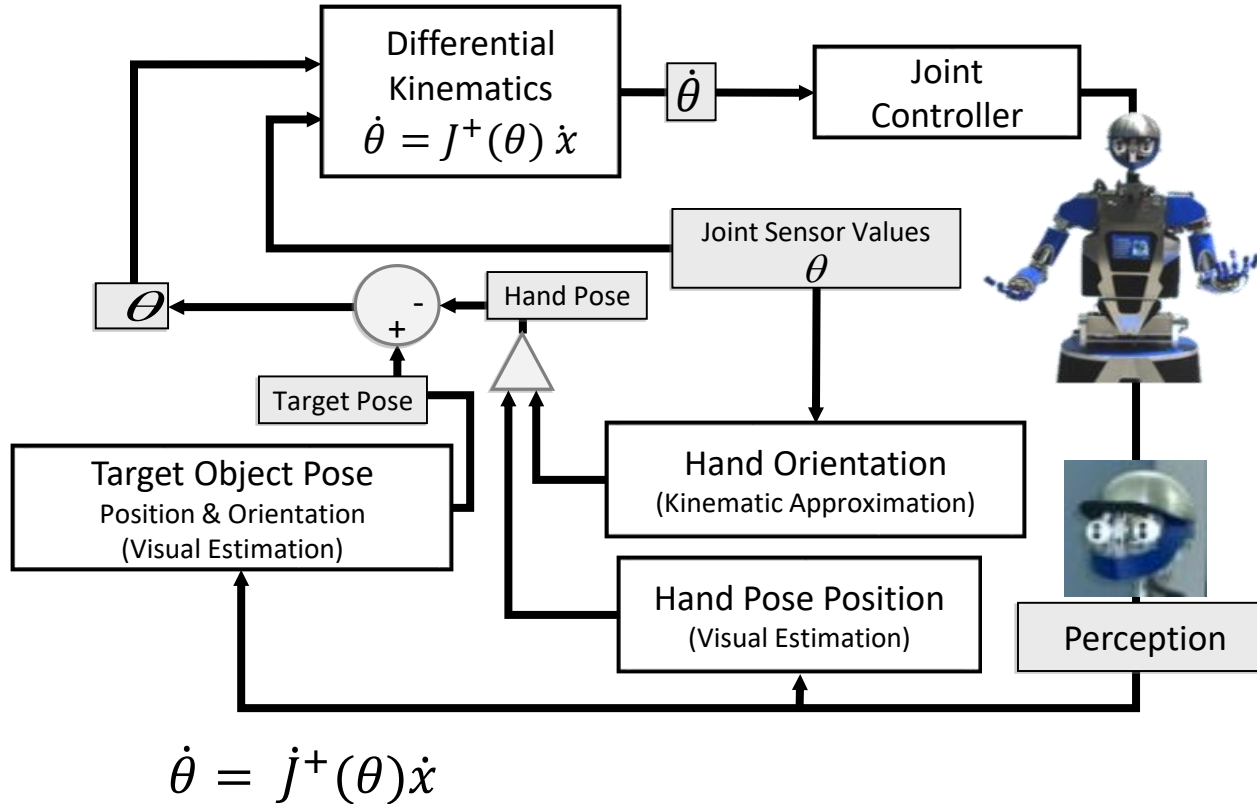 Differential
Kinematics
θ̇ = J⁺(θ) ẋ
θ̇
Joint
Controller
Joint Sensor Values
θ
θ
-
+
Hand Pose
Target Pose
Target Object Pose
Position & Orientation
(Visual Estimation)
Hand Orientation
(Kinematic Approximation)
Hand Pose Position
(Visual Estimation)
Perception
θ̇ = J̇⁺(θ)ẋ